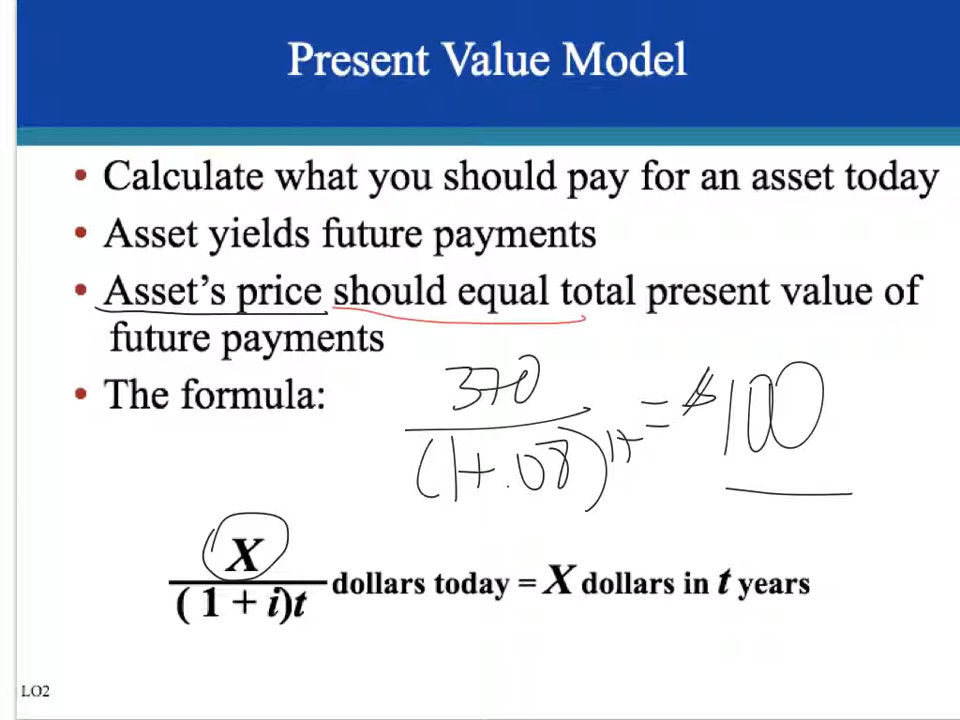 Present Value Model
• Calculate what you should pay for an asset today
• Asset yields future payments
• Asset's price should equal total present value of
future payments
• The formula:
370
(1+.08)
= $100
X
(1 + i)t
dollars today = X dollars in t years
LO2